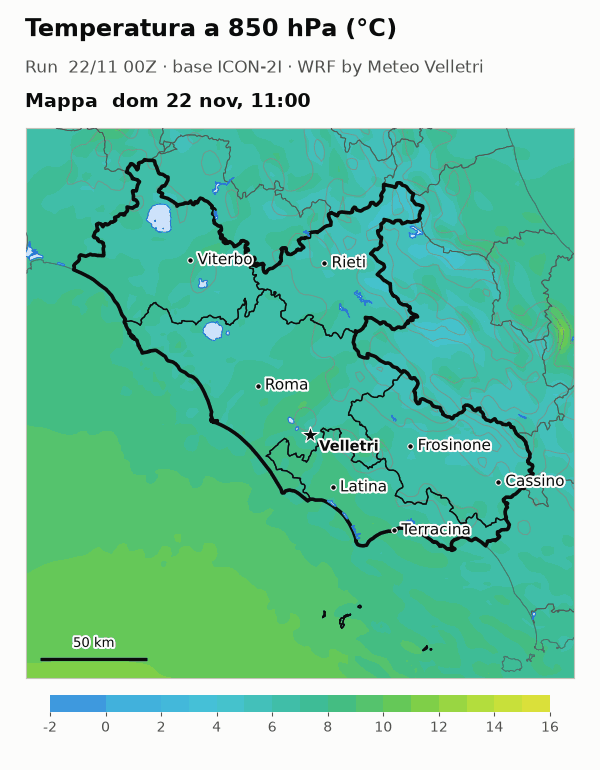 Temperatura a 850 hPa (°C)
Run  22/11 00Z · base ICON-2I · WRF by Meteo Velletri
Mappa  dom 22 nov, 11:00
Viterbo
Rieti
Roma
Velletri
Frosinone
Cassino
Latina
Terracina
50 km
-2 0 2 4 6 8 10 12 14 16